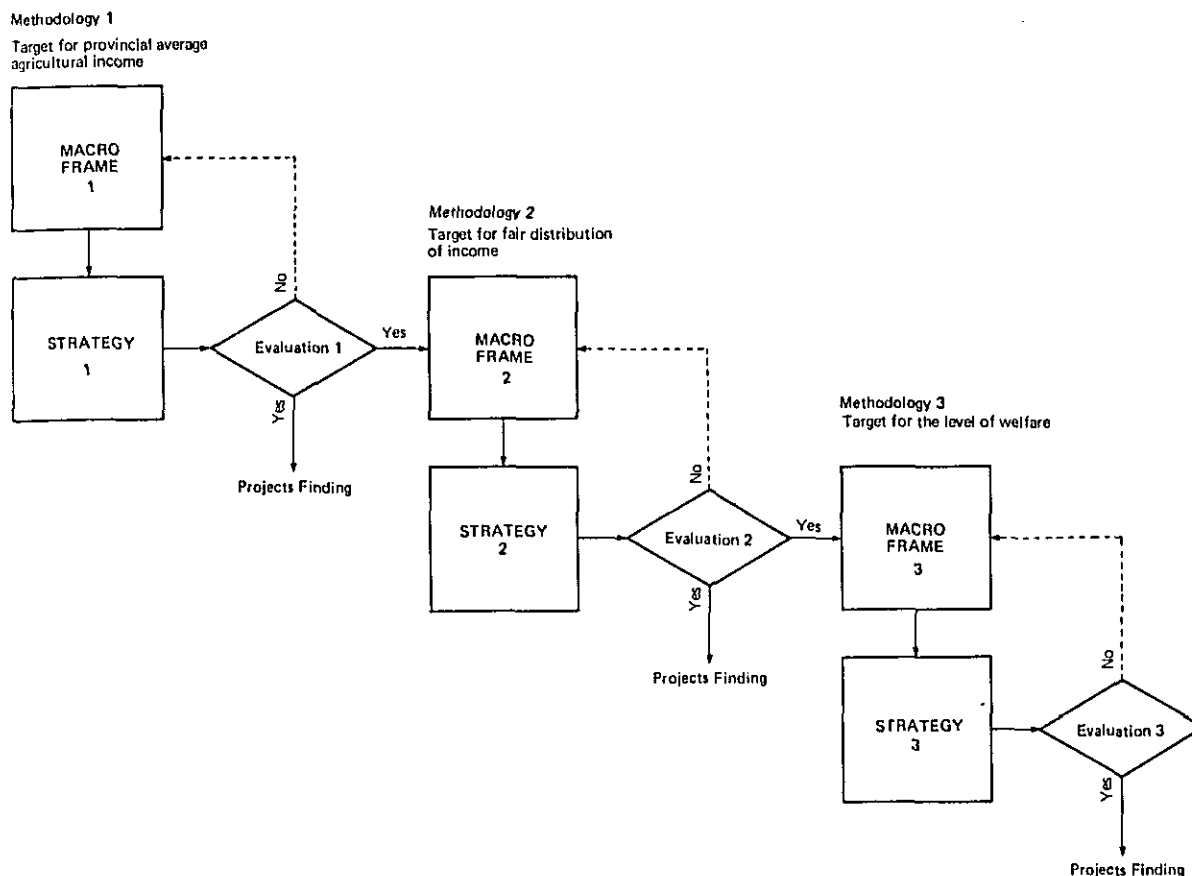 Methodology 1
Target for provincial average
agricultural income
MACRO
FRAME
1
STRATEGY
1
No
Evaluation 1
Yes
Yes
Projects Finding
Methodology 2
Target for fair distribution
of income
MACRO
FRAME
2
STRATEGY
2
No
Evaluation 2
Yes
Yes
Projects Finding
Methodology 3
Target for the level of welfare
MACRO
FRAME
3
STRATEGY
3
No
Evaluation 3
Yes
Projects Finding